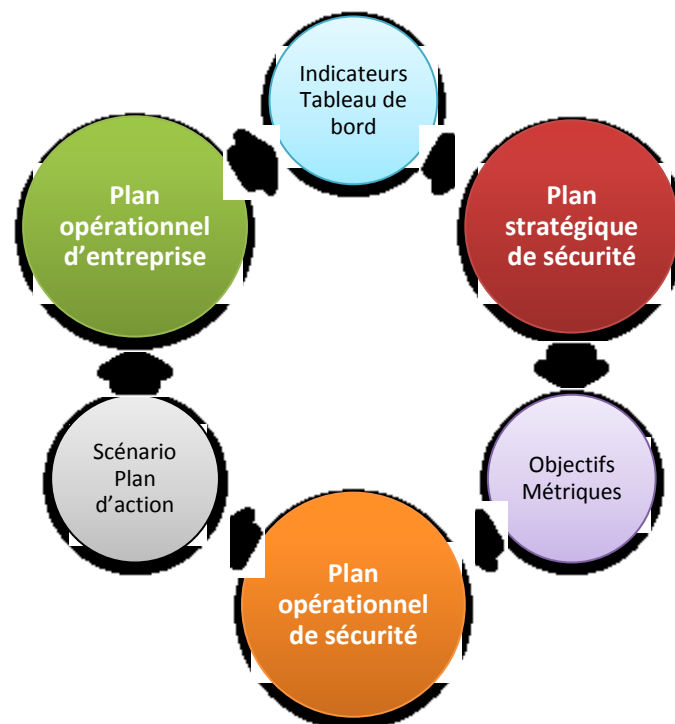 Indicateurs
Tableau de
bord
Plan
stratégique
de sécurité
Objectifs
Métriques
Plan
opérationnel
de sécurité
Scénario
Plan
d’action
Plan
opérationnel
d’entreprise